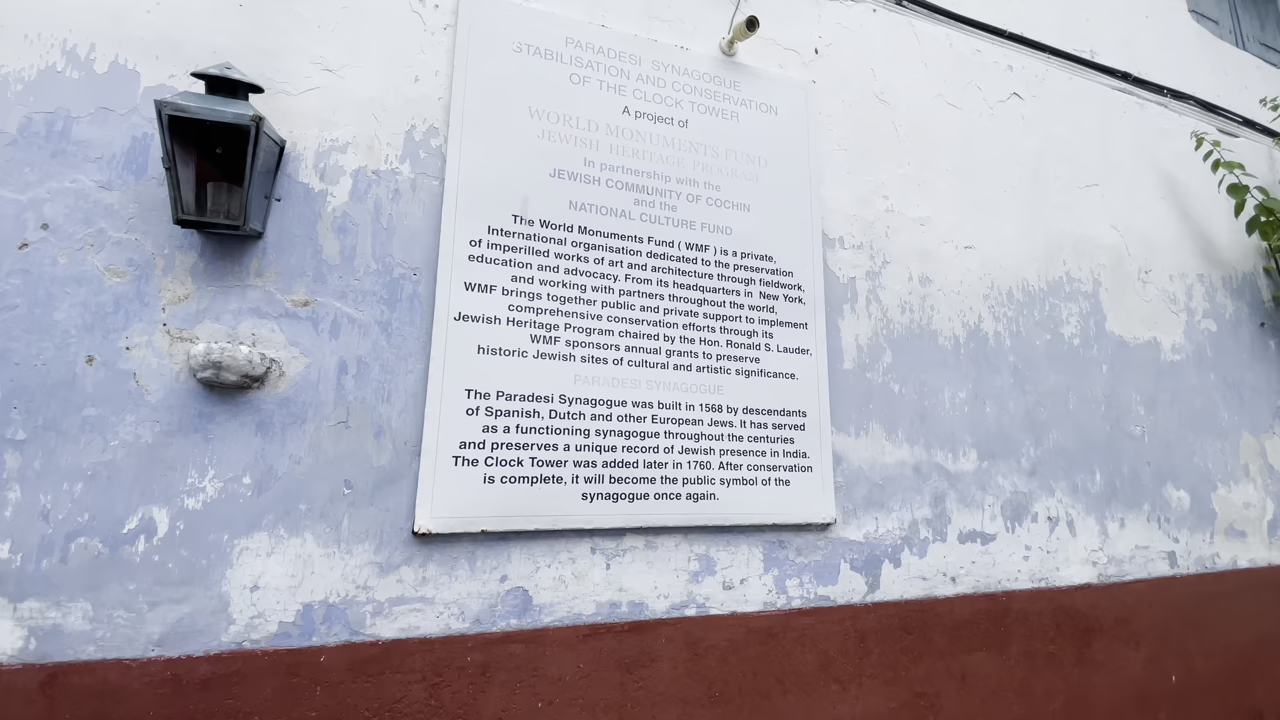 PARADESI SYNAGOGUE
STABILISATION AND CONSERVATION
OF THE CLOCK TOWER
A project of
WORLD MONUMENTS FUND
JEWISH HERITAGE PROGRAM
In partnership with the
JEWISH COMMUNITY OF COCHIN
and the
NATIONAL CULTURE FUND
The World Monuments Fund ( WMF ) is a private,
International organisation dedicated to the preservation
of imperilled works of art and architecture through fieldwork,
education and advocacy. From its headquarters in New York,
and working with partners throughout the world,
WMF brings together public and private support to implement
comprehensive conservation efforts through its
Jewish Heritage Program chaired by the Hon. Ronald S. Lauder,
WMF sponsors annual grants to preserve
historic Jewish sites of cultural and artistic significance.
PARADESI SYNAGOGUE
The Paradesi Synagogue was built in 1568 by descendants
of Spanish, Dutch and other European Jews. It has served
as a functioning synagogue throughout the centuries
and preserves a unique record of Jewish presence in India.
The Clock Tower was added later in 1760. After conservation
is complete, it will become the public symbol of the
synagogue once again.